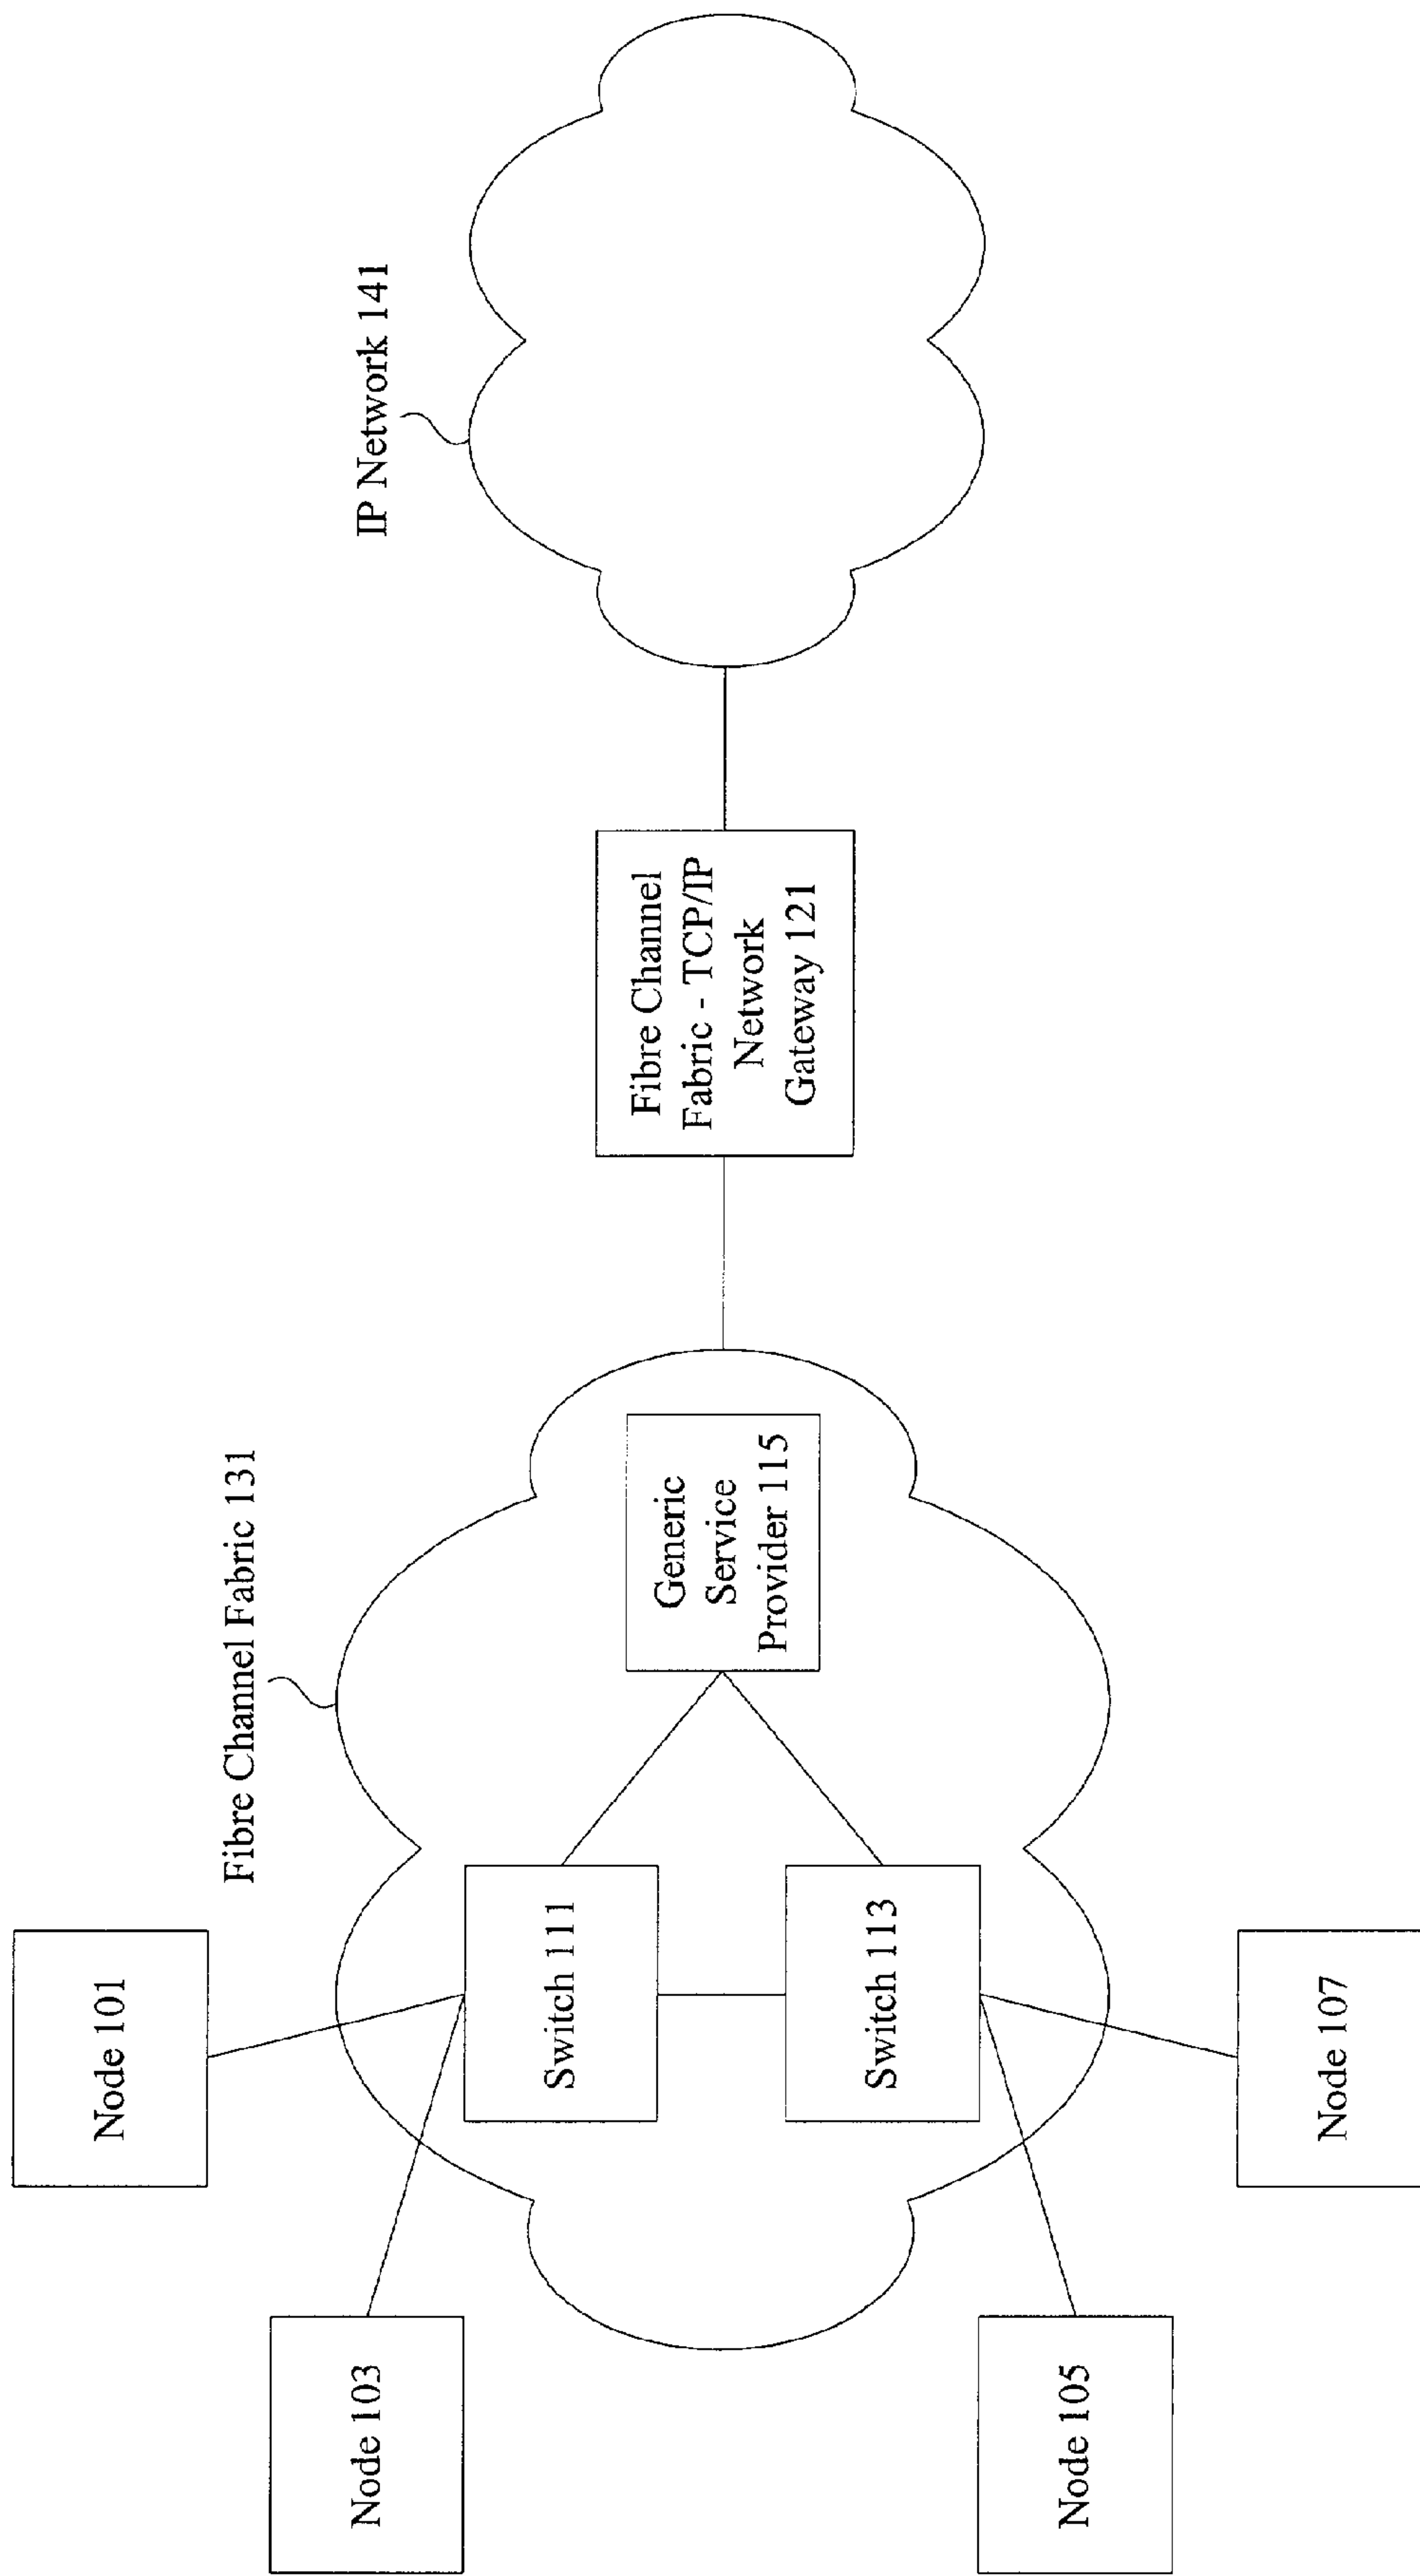 Node 101
Node 103
Fibre Channel Fabric 131
Switch 111
Switch 113
Generic
Service
Provider 115
Node 105
Node 107
Fibre Channel
Fabric - TCP/IP
Network
Gateway 121
IP Network 141